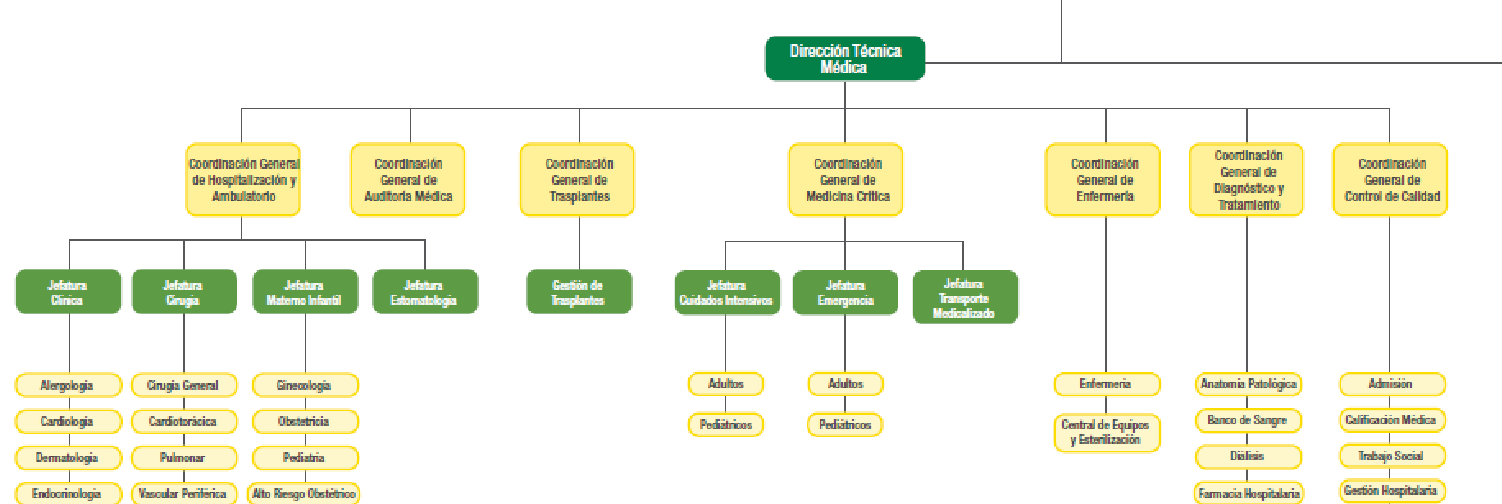 Dirección Técnica
Médica
Coordinación General
de Hospitalización y
Ambulatorio
Coordinación
General de
Auditoría Médica
Coordinación
General de
Trasplantes
Coordinación
General de
Medicina Crítica
Coordinación
General de
Enfermería
Coordinación
General de
Diagnóstico y
Tratamiento
Coordinación
General de
Control de Calidad
Jefatura
Clínica
Jefatura
Cirugía
Jefatura
Materno Infantil
Jefatura
Estomatología
Gestión de
Trasplantes
Jefatura
Cuidados Intensivos
Jefatura
Emergencia
Jefatura
Transporte
Medicalizado
Alergología
Cirugía General
Ginecología
Adultos
Adultos
Enfermería
Anatomía Patológica
Admisión
Cardiología
Cardiotorácica
Obstetricia
Pediátricos
Pediátricos
Central de Equipos
y Esterilización
Banco de Sangre
Calificación Médica
Dermatología
Pulmonar
Pediatría
Diálisis
Trabajo Social
Endocrinología
Vascular Periférica
Alto Riesgo Obstétrico
Farmacia Hospitalaria
Gestión Hospitalaria